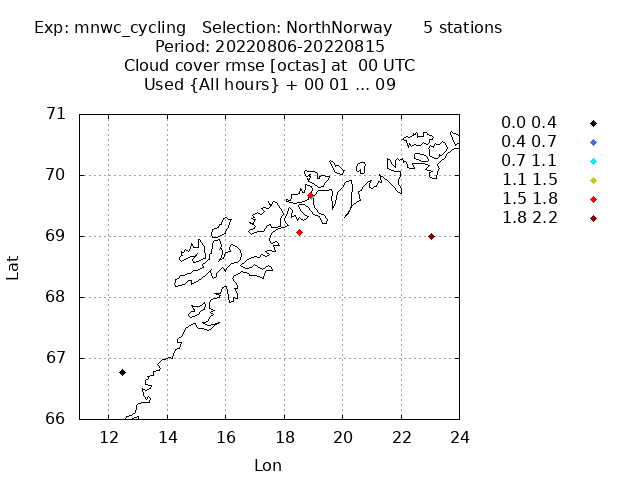 Exp: mnwc_cycling   Selection: NorthNorway      5 stations
Period: 20220806-20220815
Cloud cover rmse [octas] at  00 UTC
Used {All hours} + 00 01 ... 09
71
70
69
68
67
66
Lat
12 14 16 18 20 22 24
Lon
0.0 0.4
0.4 0.7
0.7 1.1
1.1 1.5
1.5 1.8
1.8 2.2